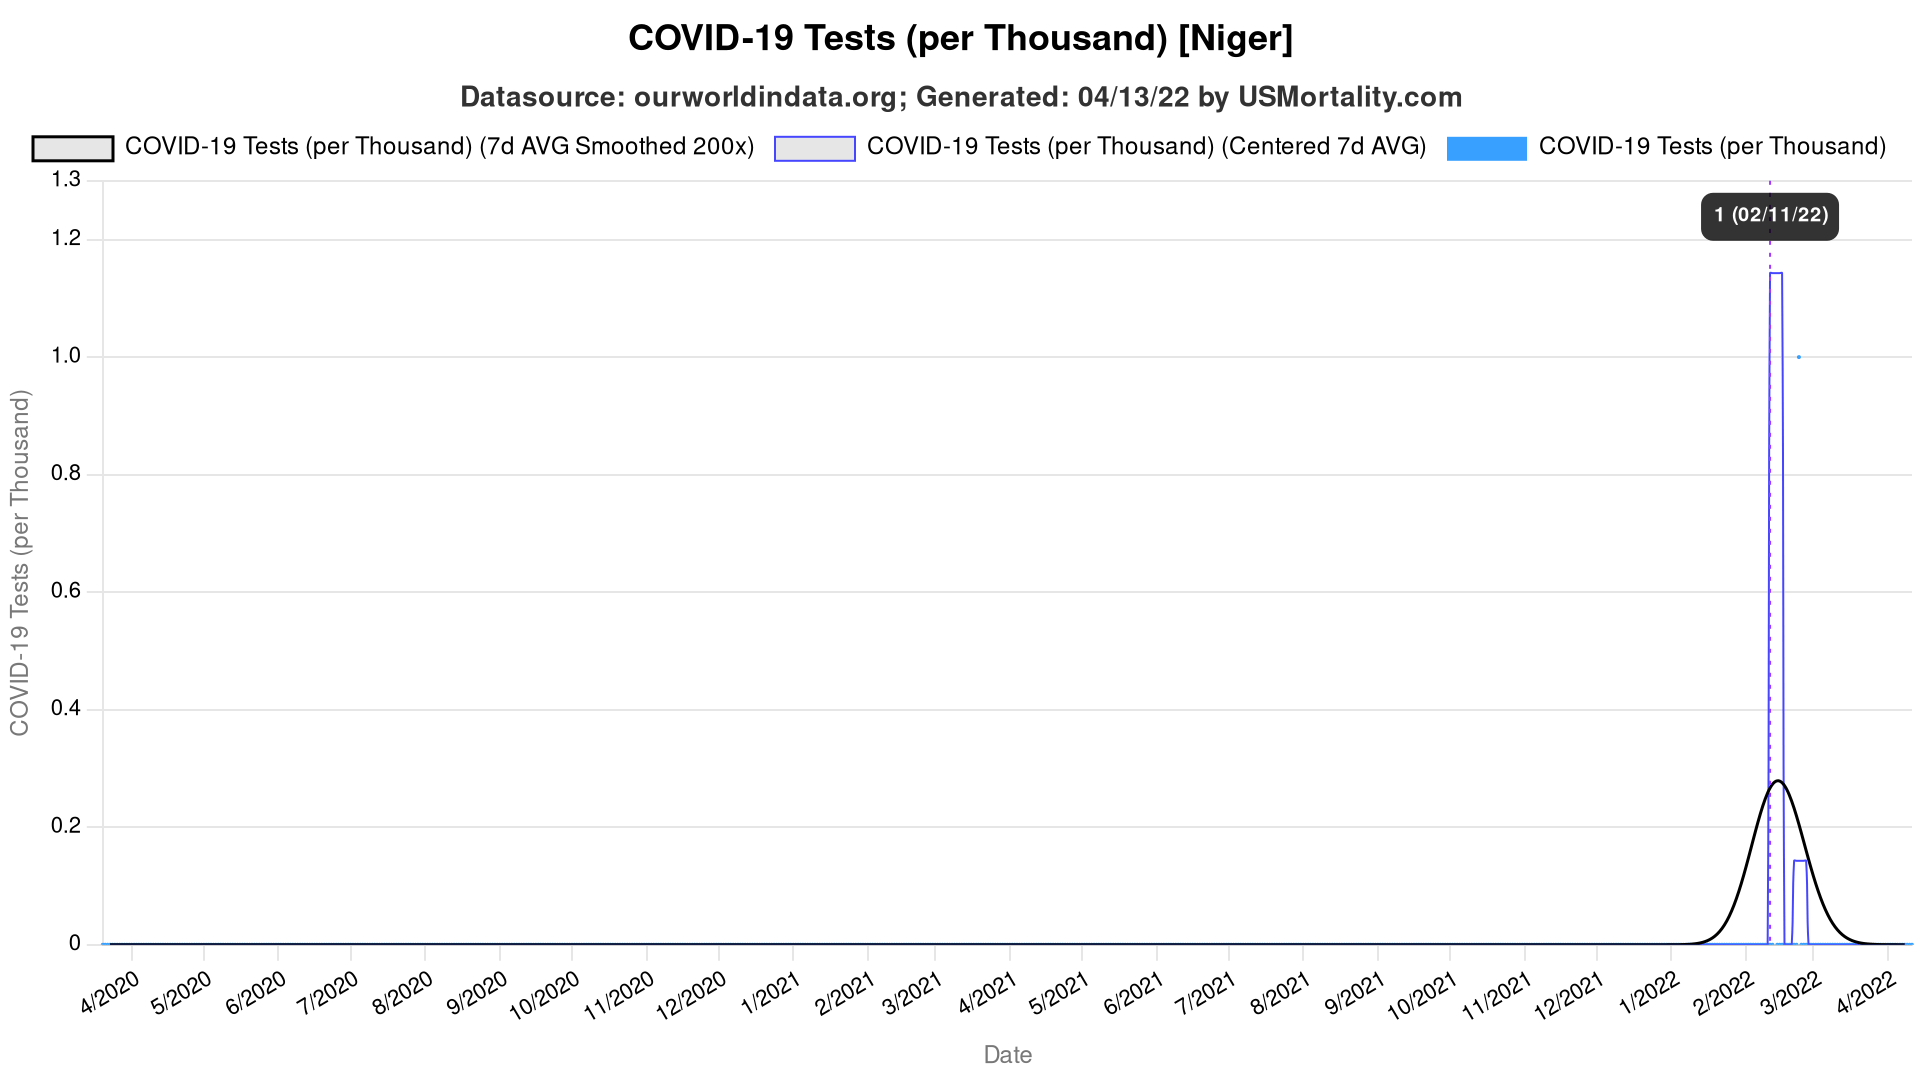 COVID-19 Tests (per Thousand) [Niger]
Datasource: ourworldindata.org; Generated: 04/13/22 by USMortality.com
COVID-19 Tests (per Thousand) (7d AVG Smoothed 200x) COVID-19 Tests (per Thousand) (Centered 7d AVG) COVID-19 Tests (per Thousand)
1.3
1 (02/11/22)
1.2
1.0
0.8
0.6
0.4
0.2
0
COVID-19 Tests (per Thousand)
4/2020 5/2020 6/2020 7/2020 8/2020 9/2020 10/2020 11/2020 12/2020 1/2021 2/2021 3/2021 4/2021 5/2021 6/2021 7/2021 8/2021 9/2021 10/2021 11/2021 12/2021 1/2022 2/2022 3/2022 4/2022
Date